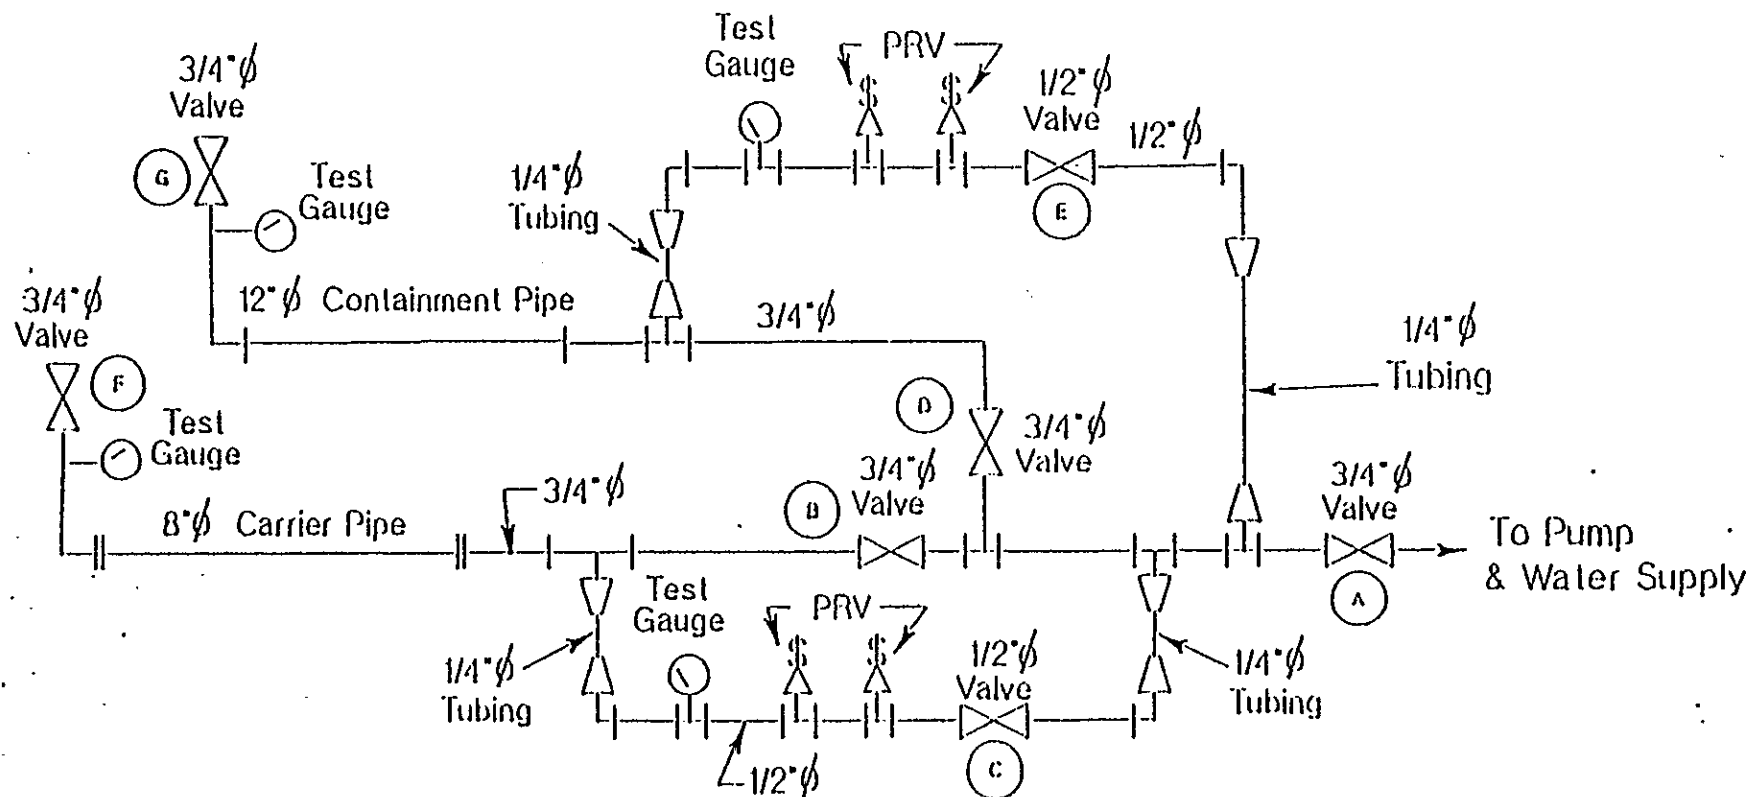 Test
Gauge
PRV
3/4"ϕ
Valve
1/2"ϕ
Valve
1/2"ϕ
G
Test
Gauge
1/4"ϕ
Tubing
E
3/4"ϕ
Valve
12"ϕ Containment Pipe
3/4"ϕ
1/4"ϕ
Tubing
F
Test
Gauge
D
3/4"ϕ
Valve
3/4"ϕ
3/4"ϕ
Valve
B
3/4"ϕ
Valve
8"ϕ Carrier Pipe
To Pump
& Water Supply
A
Test
Gauge
PRV
1/4"ϕ
Tubing
1/2"ϕ
Valve
1/4"ϕ
Tubing
1/2"ϕ
C